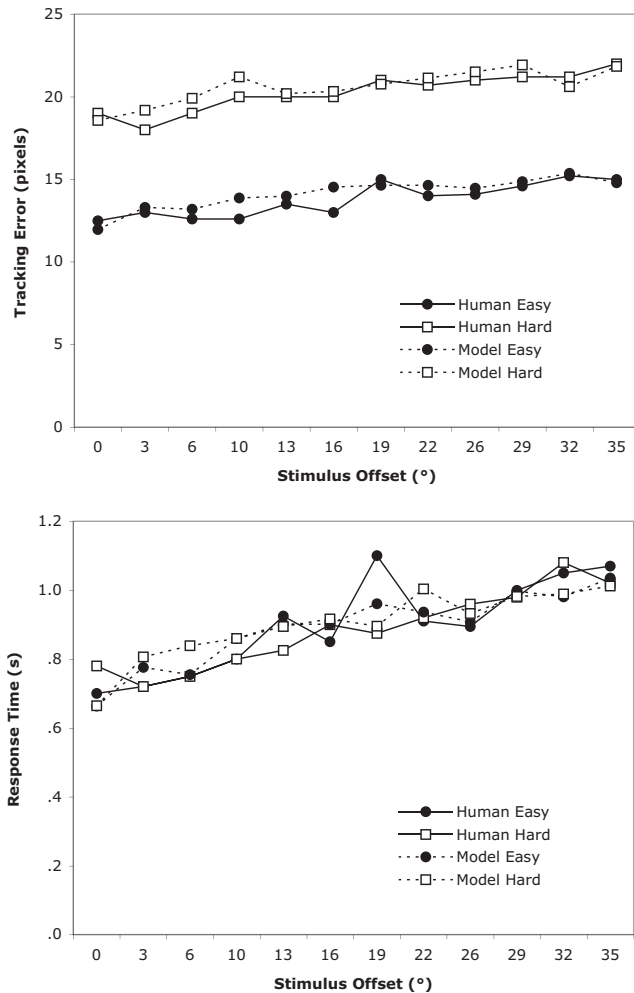 25
20
15
10
5
0
Tracking Error (pixels)
Human Easy
Human Hard
Model Easy
Model Hard
0 3 6 10 13 16 19 22 26 29 32 35
Stimulus Offset (°)
1.2
1.0
.8
.6
.4
.2
.0
Response Time (s)
Human Easy
Human Hard
Model Easy
Model Hard
0 3 6 10 13 16 19 22 26 29 32 35
Stimulus Offset (°)